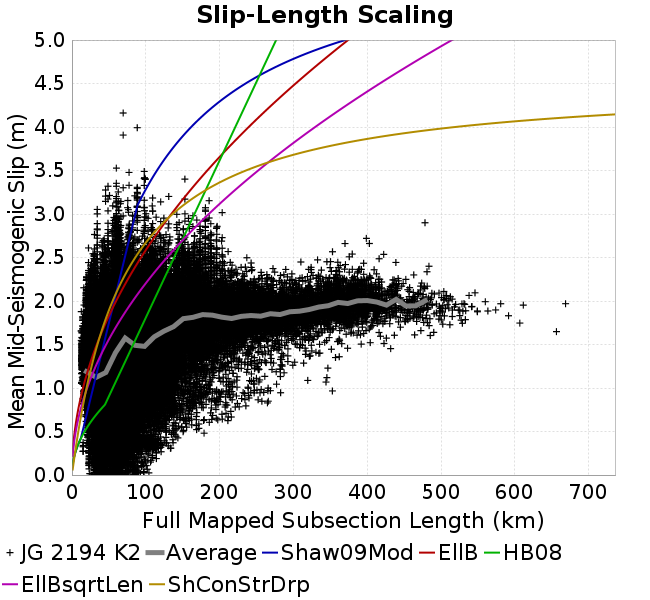 Slip-Length Scaling
Mean Mid-Seismogenic Slip (m)
5.0
4.5
4.0
3.5
3.0
2.5
2.0
1.5
1.0
0.5
0.0
0 100 200 300 400 500 600 700
Full Mapped Subsection Length (km)
JG 2194 K2 Average Shaw09Mod EllB HB08
EllBsqrtLen ShConStrDrp